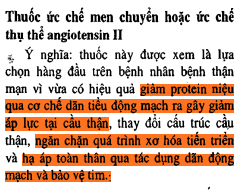 Thuốc ức chế men chuyển hoặc ức chế
thụ thể angiotensin II
Ý nghĩa: thuốc này được xem là lựa
chọn hàng đầu trên bệnh nhân bệnh thận
mạn vì vừa có hiệu quả giảm protein niệu
qua cơ chế dãn tiểu động mạch ra gây giảm
áp lực tại cầu thận, thay đổi cấu trúc cầu
thận, ngăn chặn quá trình xơ hóa tiến triển
và hạ áp toàn thân qua tác dụng dãn động
mạch và bảo vệ tim.